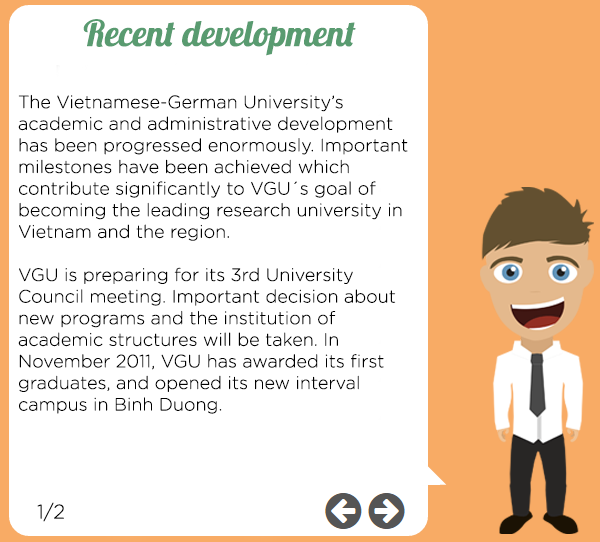 Recent development
The Vietnamese-German University’s
academic and administrative development
has been progressed enormously. Important
milestones have been achieved which
contribute significantly to VGU´s goal of
becoming the leading research university in
Vietnam and the region.
VGU is preparing for its 3rd University
Council meeting. Important decision about
new programs and the institution of
academic structures will be taken. In
November 2011, VGU has awarded its first
graduates, and opened its new interval
campus in Binh Duong.
1/2